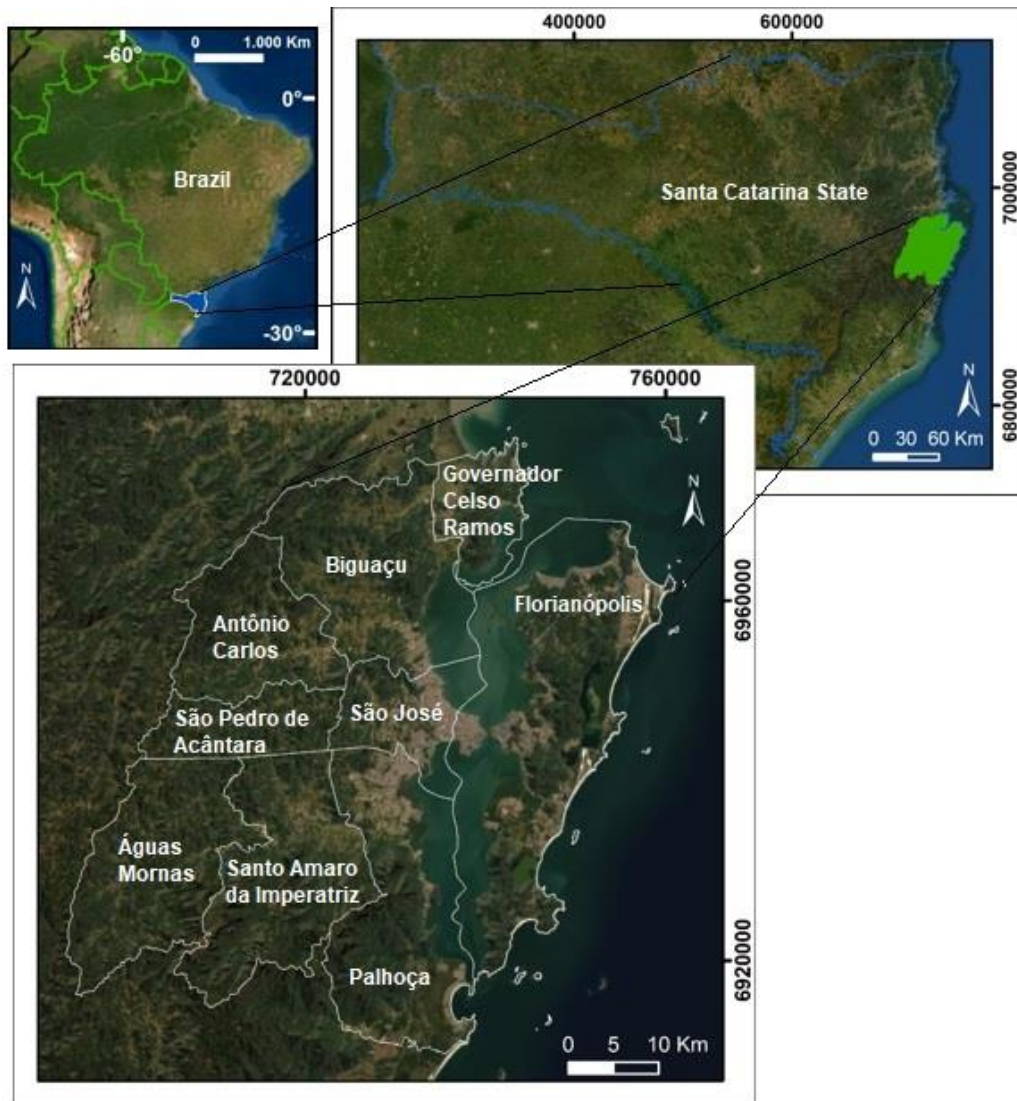 -60°
0 1.000 Km
0°
Brazil
N
-30°
400000 600000
Santa Catarina State
7000000
6800000
N
0 30 60 Km
720000 760000
Governador
Celso
Ramos
N
Biguaçu
Florianópolis
6960000
Antônio
Carlos
São José
São Pedro de
Acântara
Águas
Mornas
Santo Amaro
da Imperatriz
Palhoça
6920000
0 5 10 Km